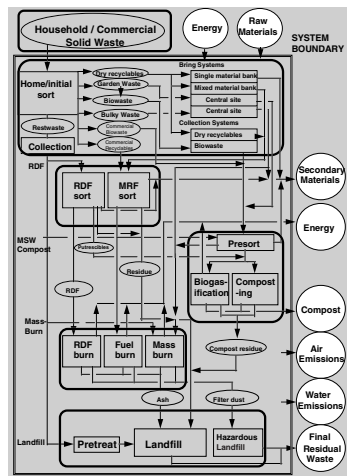 Household / Commercial
Solid Waste
Energy
Raw
Materials
SYSTEM
BOUNDARY
Bring Systems
Dry recyclables
Single material bank
Home/initial
sort
Garden Waste
Mixed material bank
Biowaste
Central site
Bulky Waste
Central site
Restwaste
Commercial
Biowaste
Collection Systems
Dry recyclables
Collection
Commercial
Recyclables
Biowaste
RDF
RDF
sort
MRF
sort
Secondary
Materials
Energy
MSW
Compost
Putrescibles
Presort
Residue
RDF
Biogas-
ification
Compost
-ing
Compost
Mass-
Burn
RDF
burn
Fuel
burn
Mass
burn
Compost residue
Air
Emissions
Ash
Filter dust
Water
Emissions
Landfill
Pretreat
Landfill
Hazardous
Landfill
Final
Residual
Waste